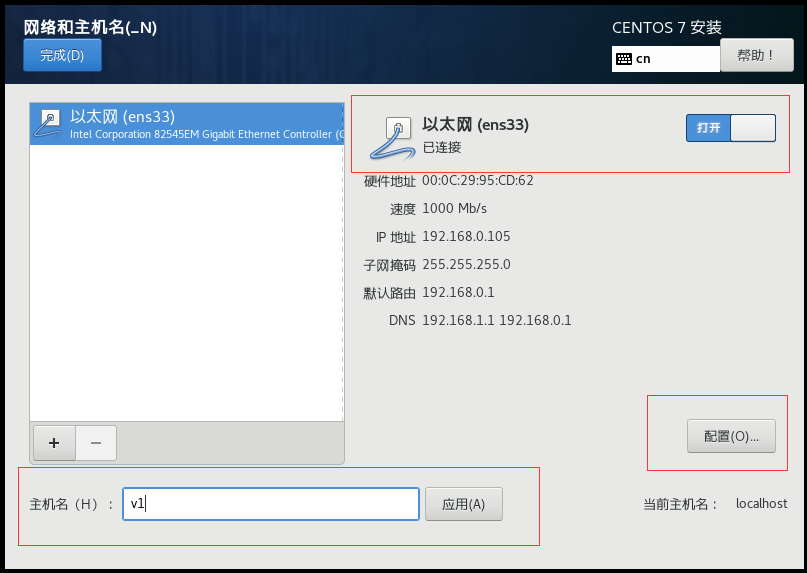 网络和主机名(_N)
CENTOS 7 安装
完成(D)
cn
帮助！
以太网 (ens33)
Intel Corporation 82545EM Gigabit Ethernet Controller (
以太网 (ens33)
已连接
打开
硬件地址 00:0C:29:95:CD:62
速度 1000 Mb/s
IP 地址 192.168.0.105
子网掩码 255.255.255.0
默认路由 192.168.0.1
DNS 192.168.1.1 192.168.0.1
+ −
配置(O)...
主机名（H）： v1 应用(A)
当前主机名： localhost